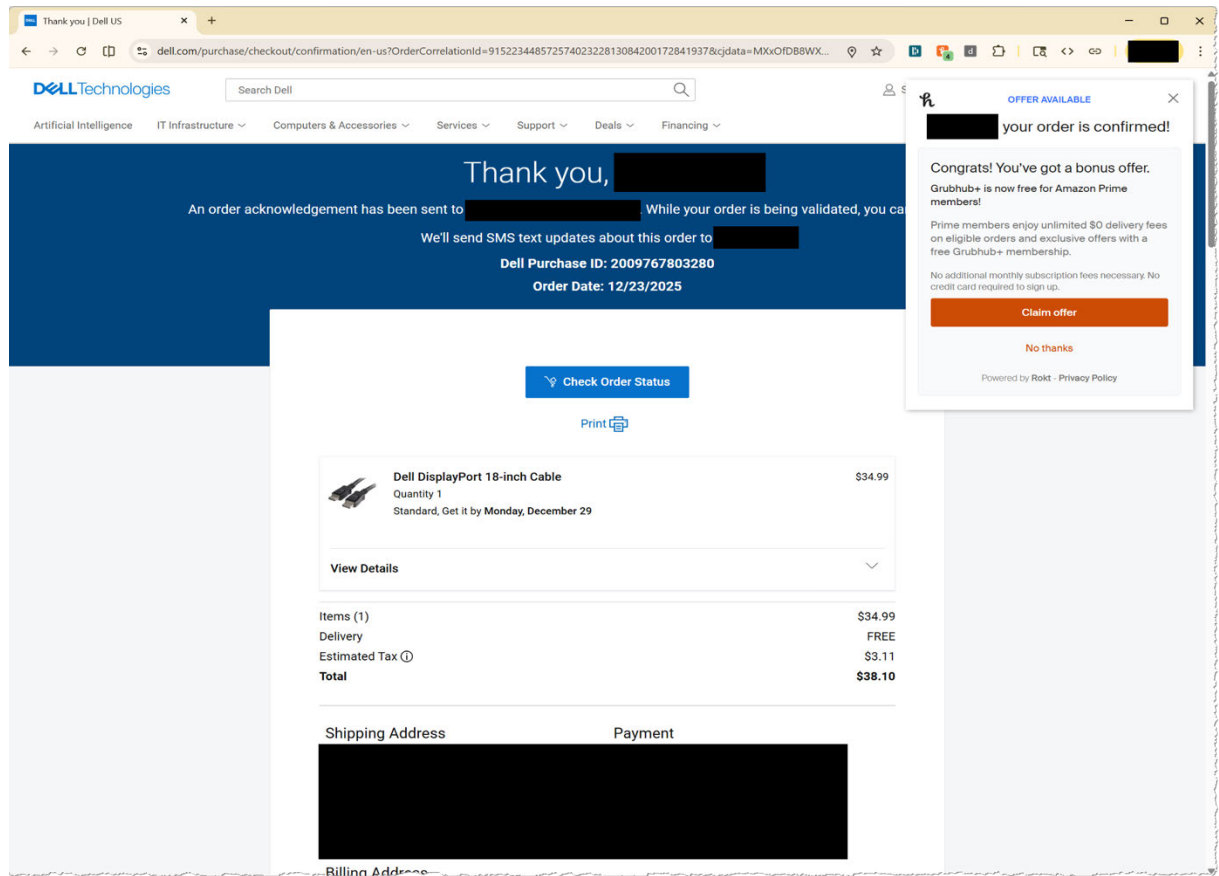 Thank you | Dell US
dell.com/purchase/checkout/confirmation/en-us?OrderCorrelationId=91522344857257402322813084200172841937&cjdata=MXxOfDB8WX...
DELLTechnologies
Search Dell
S
Artificial Intelligence IT Infrastructure Computers & Accessories Services Support Deals Financing
Thank you,
An order acknowledgement has been sent to . While your order is being validated, you ca
We'll send SMS text updates about this order to
Dell Purchase ID: 2009767803280
Order Date: 12/23/2025
OFFER AVAILABLE
your order is confirmed!
Congrats! You've got a bonus offer.
Grubhub+ is now free for Amazon Prime
members!
Prime members enjoy unlimited $0 delivery fees
on eligible orders and exclusive offers with a
free Grubhub+ membership.
No additional monthly subscription fees necessary. No
credit card required to sign up.
Claim offer
No thanks
Powered by Rokt - Privacy Policy
Check Order Status
Print
Dell DisplayPort 18-inch Cable $34.99
Quantity 1
Standard, Get it by Monday, December 29
View Details
Items (1) $34.99
Delivery FREE
Estimated Tax $3.11
Total $38.10
Shipping Address Payment
Billing Address